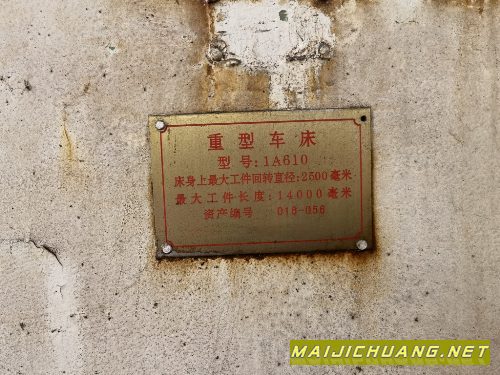 重型车床
型号:1A610
床身上最大工件回转直径:2500毫米
最大工件长度:14000毫米
资产编号 016-056
MAIJICHUANG.NET